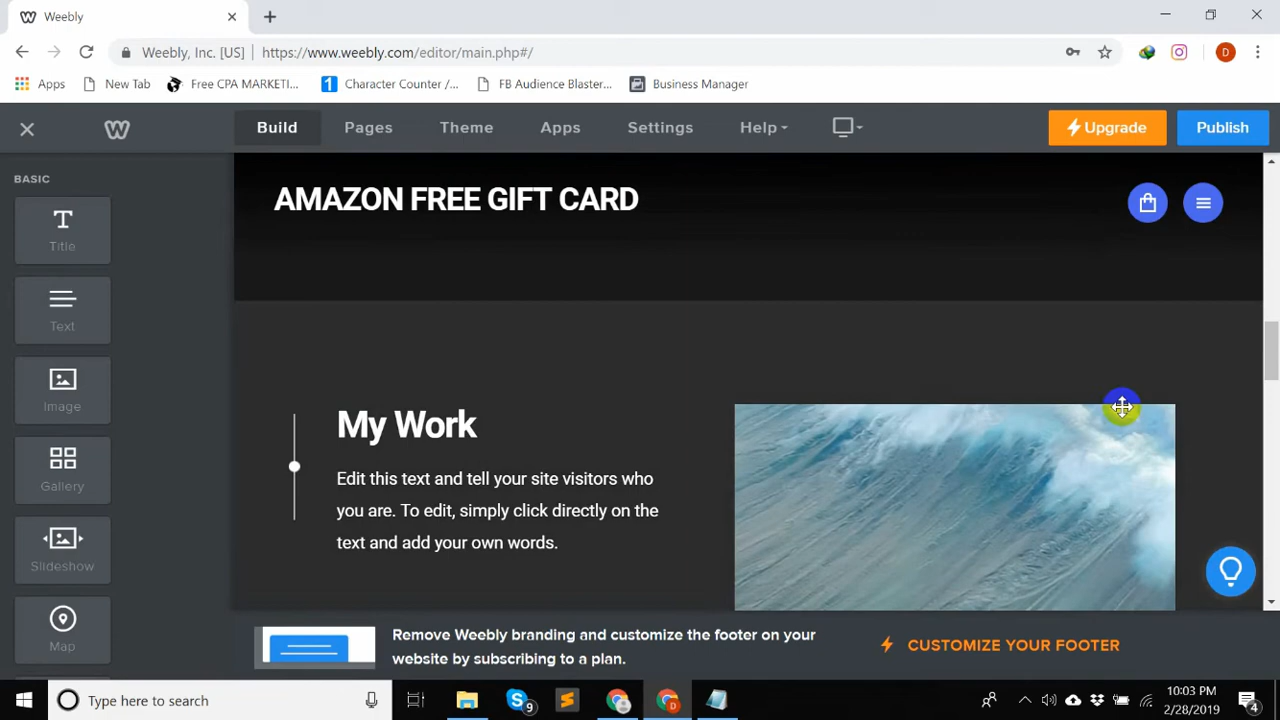 Weebly
Weebly, Inc. [US] https://www.weebly.com/editor/main.php#/
D
Apps New Tab Free CPA MARKETI... 1 Character Counter /... FB Audience Blaster... Business Manager
Build Pages Theme Apps Settings Help Upgrade Publish
BASIC
Title
Text
Image
Gallery
Slideshow
Map
AMAZON FREE GIFT CARD
My Work
Edit this text and tell your site visitors who
you are. To edit, simply click directly on the
text and add your own words.
Remove Weebly branding and customize the footer on your
website by subscribing to a plan.
CUSTOMIZE YOUR FOOTER
Type here to search
9
D
10:03 PM
2/28/2019
4